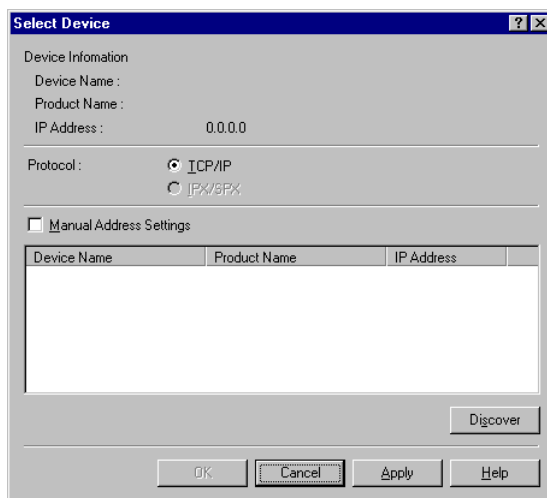 Select Device
Device Infomation
Device Name :
Product Name :
IP Address : 0.0.0.0
Protocol : TCP/IP
IPX/SPX
Manual Address Settings
Device Name Product Name IP Address
Discover
OK Cancel Apply Help